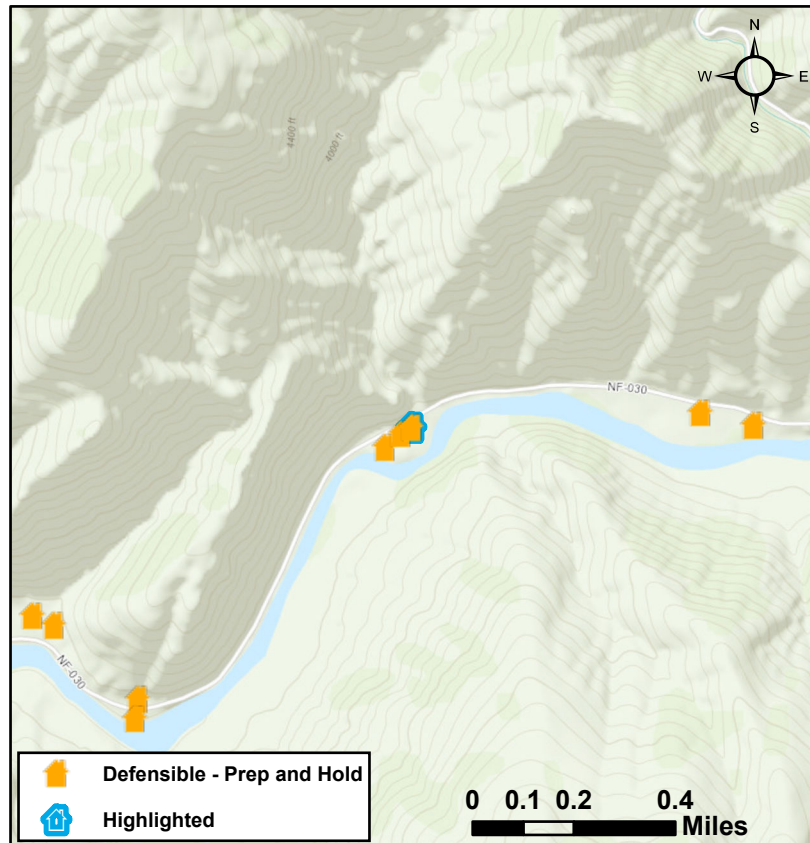 N
W E
S
4400 ft
4000 ft
NF-030
NF-030
Defensible - Prep and Hold
Highlighted
0 0.1 0.2 0.4
Miles